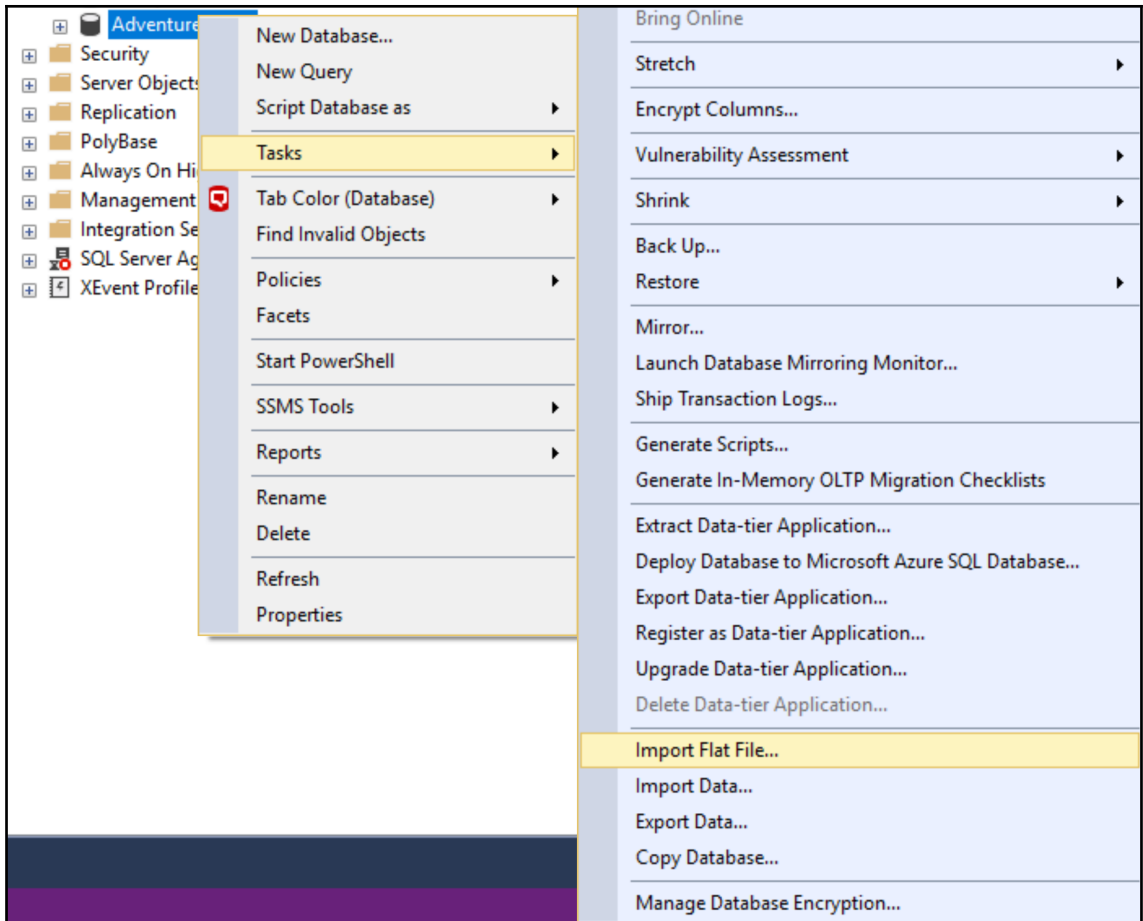 Adventure
Security
Server Objects
Replication
PolyBase
Always On Hi
Management
Integration Se
SQL Server Ag
XEvent Profile
New Database...
New Query
Script Database as
Tasks
Tab Color (Database)
Find Invalid Objects
Policies
Facets
Start PowerShell
SSMS Tools
Reports
Rename
Delete
Refresh
Properties
Bring Online
Stretch
Encrypt Columns...
Vulnerability Assessment
Shrink
Back Up...
Restore
Mirror...
Launch Database Mirroring Monitor...
Ship Transaction Logs...
Generate Scripts...
Generate In-Memory OLTP Migration Checklists
Extract Data-tier Application...
Deploy Database to Microsoft Azure SQL Database...
Export Data-tier Application...
Register as Data-tier Application...
Upgrade Data-tier Application...
Delete Data-tier Application...
Import Flat File...
Import Data...
Export Data...
Copy Database...
Manage Database Encryption...